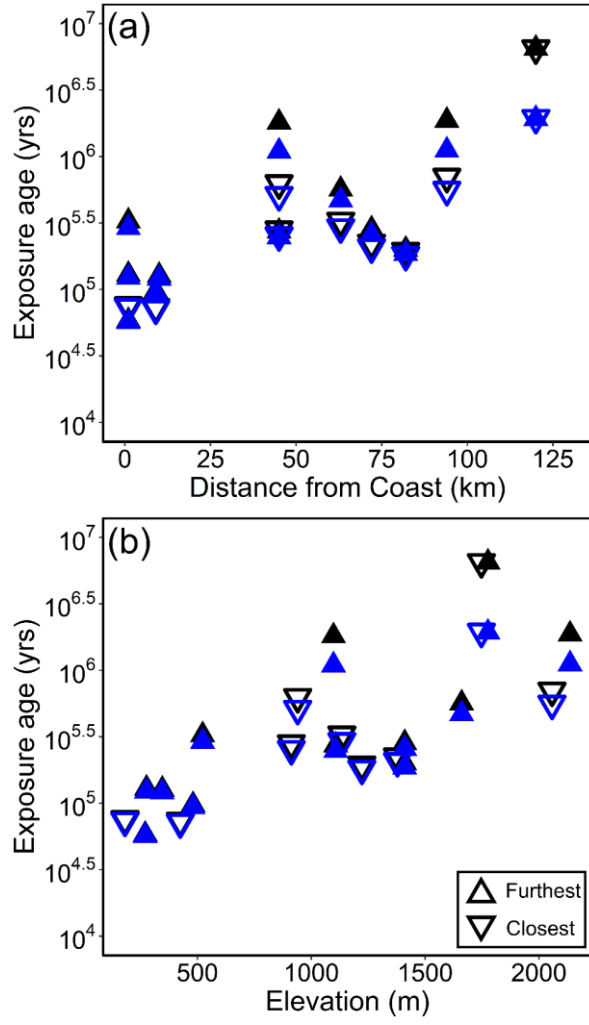 (a)
Exposure age (yrs)
10^7
10^6.5
10^6
10^5.5
10^5
10^4.5
10^4
0 25 50 75 100 125
Distance from Coast (km)
(b)
Exposure age (yrs)
10^7
10^6.5
10^6
10^5.5
10^5
10^4.5
10^4
Furthest
Closest
500 1000 1500 2000
Elevation (m)